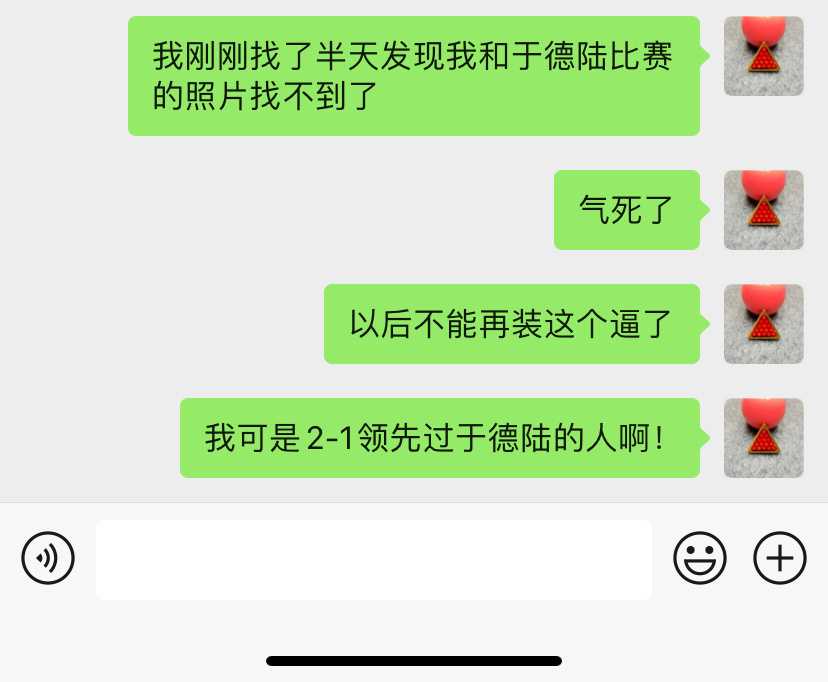 我刚刚找了半天发现我和于德陆比赛
的照片找不到了
气死了
以后不能再装这个逼了
我可是2-1领先过于德陆的人啊！